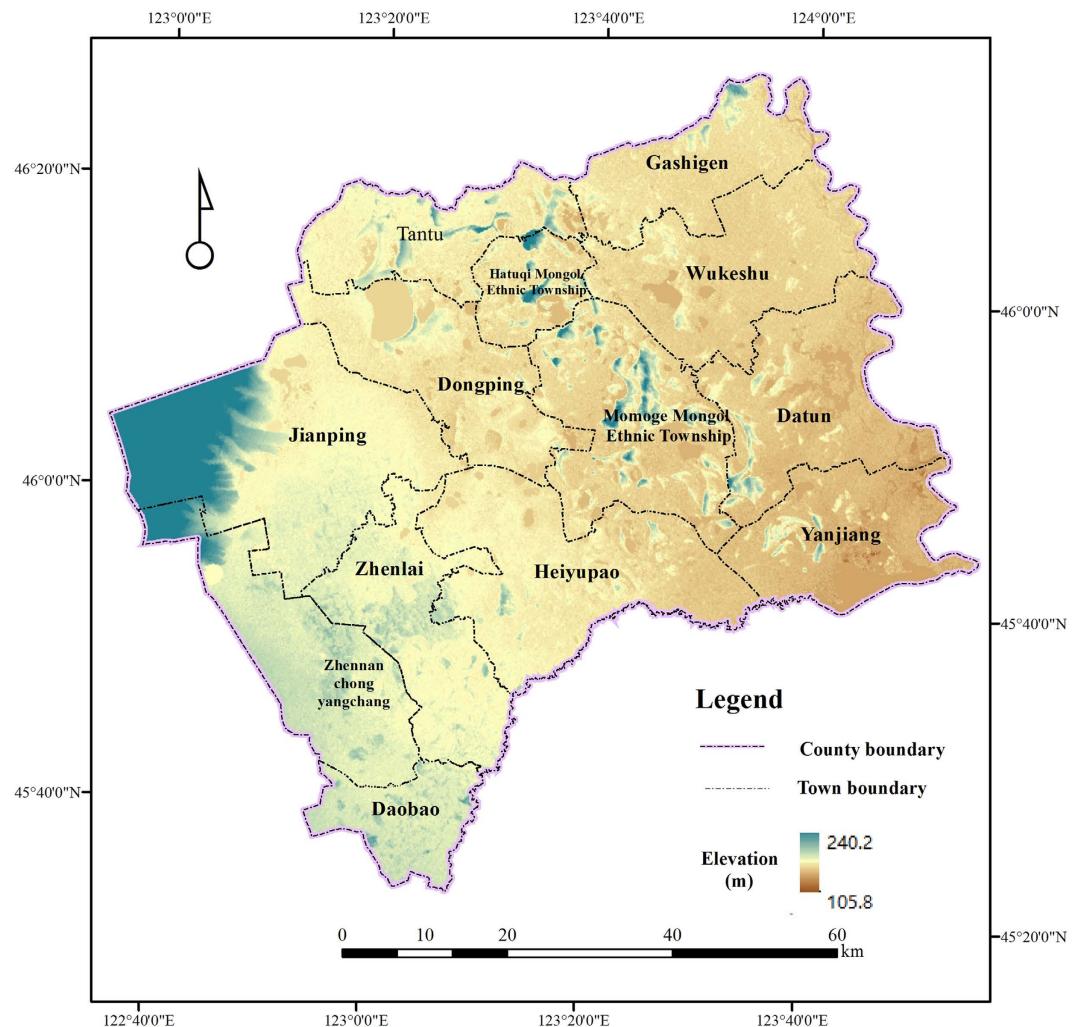 123°0'0"E
123°20'0"E
123°40'0"E
124°0'0"E
46°20'0"N
Gashigen
Tantu
Hatuqi Mongol
Ethnic Township
Wukeshu
46°0'0"N
Dongping
Momoge Mongol
Ethnic Township
Datun
Jianping
46°0'0"N
Yanjiang
Zhenlai
Heiyupao
45°40'0"N
Zhennan
chong
yangchang
Legend
County boundary
Town boundary
45°40'0"N
Daobao
Elevation
(m)
240.2
105.8
0 10 20 40 60
km
45°20'0"N
122°40'0"E
123°0'0"E
123°20'0"E
123°40'0"E